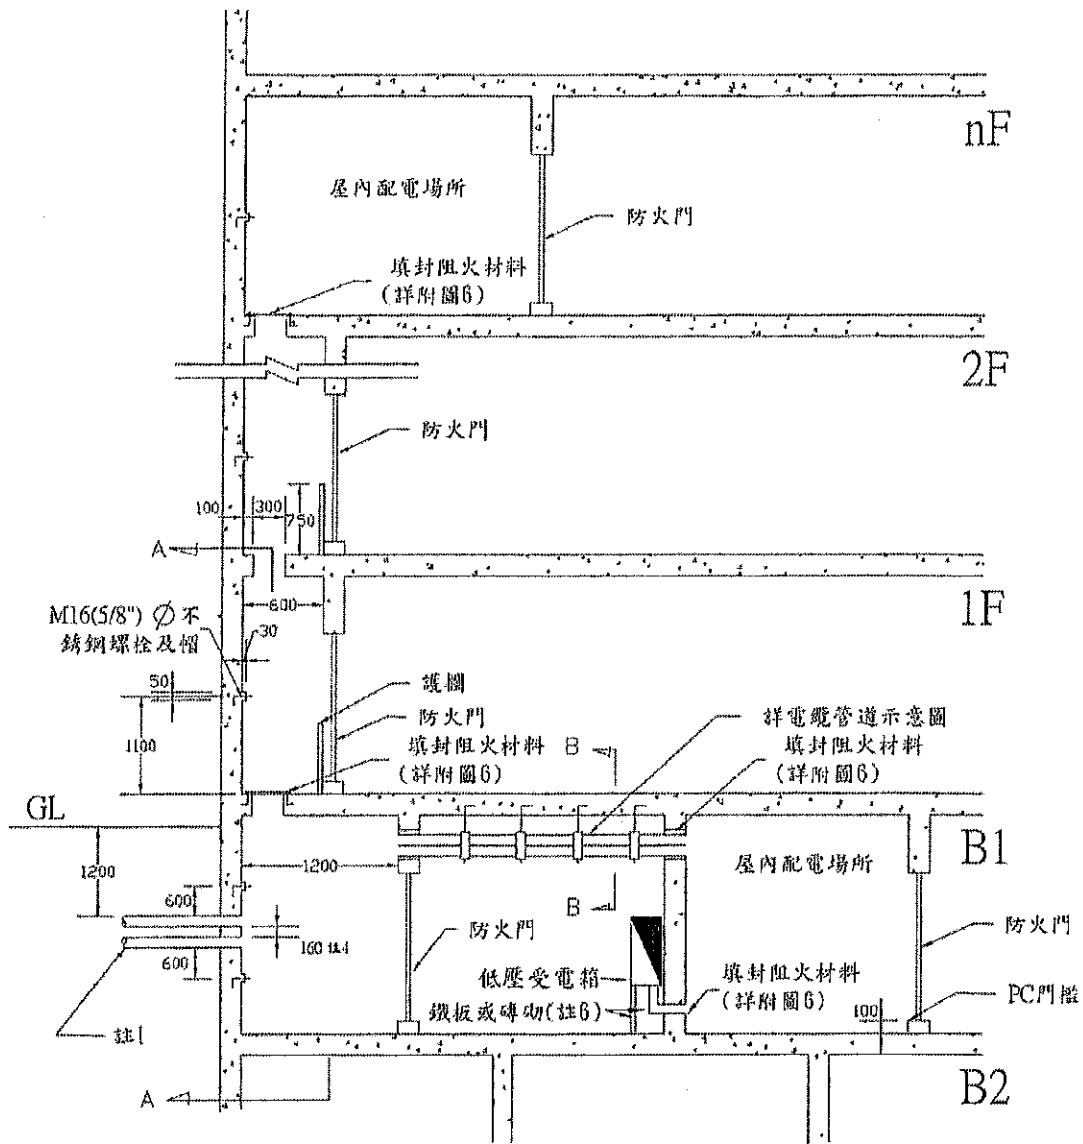 nF
屋內配電場所
防火門
填封阻火材料
(詳附圖6)
2F
防火門
100
300
750
A
600
1F
M16(5/8") Ø 不
銹鋼螺栓及帽
30
50
護欄
防火門
詳電纜管道示意圖
1100
填封阻火材料
(詳附圖6)
B
填封阻火材料
(詳附圖6)
GL
B1
1200
1200
屋內配電場所
600
B
160 註4
防火門
防火門
600
低壓受電箱
填封阻火材料
(詳附圖6)
PC門檻
鐵板或磚砌(註6)
100
註1
A
B2